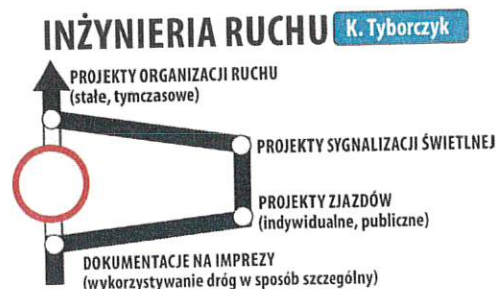 INŻYNIERIA RUCHU K. Tyborczyk
PROJEKTY ORGANIZACJI RUCHU
(stałe, tymczasowe)
PROJEKTY SYGNALIZACJI ŚWIETLNEJ
PROJEKTY ZJAZDÓW
(indywidualne, publiczne)
DOKUMENTACJE NA IMPREZY
(wykorzystywanie dróg w sposób szczególny)